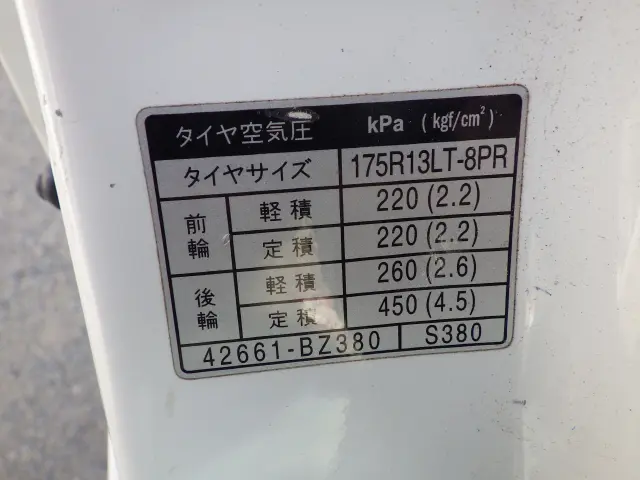 タイヤ空気圧 kPa (kgf/cm²)
タイヤサイズ 175R13LT-8PR
前輪 軽積 220 (2.2)
定積 220 (2.2)
後輪 軽積 260 (2.6)
定積 450 (4.5)
42661-BZ380 S380